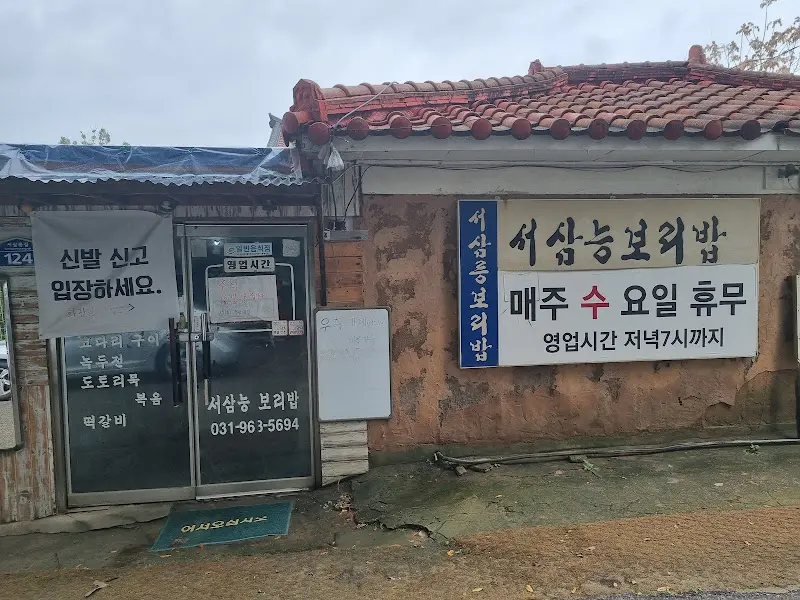 124
신발 신고
입장하세요.
일반음식점
영업시간
코다리 구이
녹두전
도토리묵
볶음
떡갈비
서삼능 보리밥
031-963-5694
어서오십시오
서삼릉보리밥
서삼능보리밥
매주 수 요일 휴무
영업시간 저녁7시까지